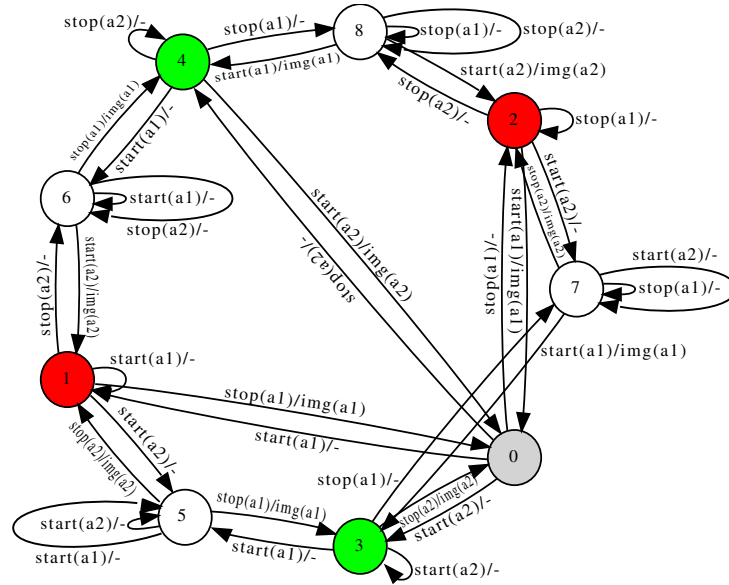 stop(a2)/-
stop(a1)/-
8
stop(a1)/-
stop(a2)/-
4
start(a1)/img(a1)
start(a2)/img(a2)
stop(a2)/-
2
stop(a1)/-
stop(a1)/img(a1)
start(a1)/-
6
start(a1)/-
stop(a2)/-
start(a2)/-
stop(a2)/img(a2)
start(a2)/img(a2)
stop(a2)/-
stop(a1)/-
start(a1)/img(a1)
start(a2)/-
7
stop(a1)/-
stop(a2)/-
start(a2)/img(a2)
start(a1)/img(a1)
1
start(a1)/-
stop(a1)/img(a1)
start(a1)/-
start(a2)/-
stop(a2)/img(a2)
0
stop(a1)/-
stop(a2)/img(a2)
start(a2)/-
5
start(a2)/-
start(a1)/-
stop(a1)/img(a1)
start(a1)/-
3
start(a2)/-